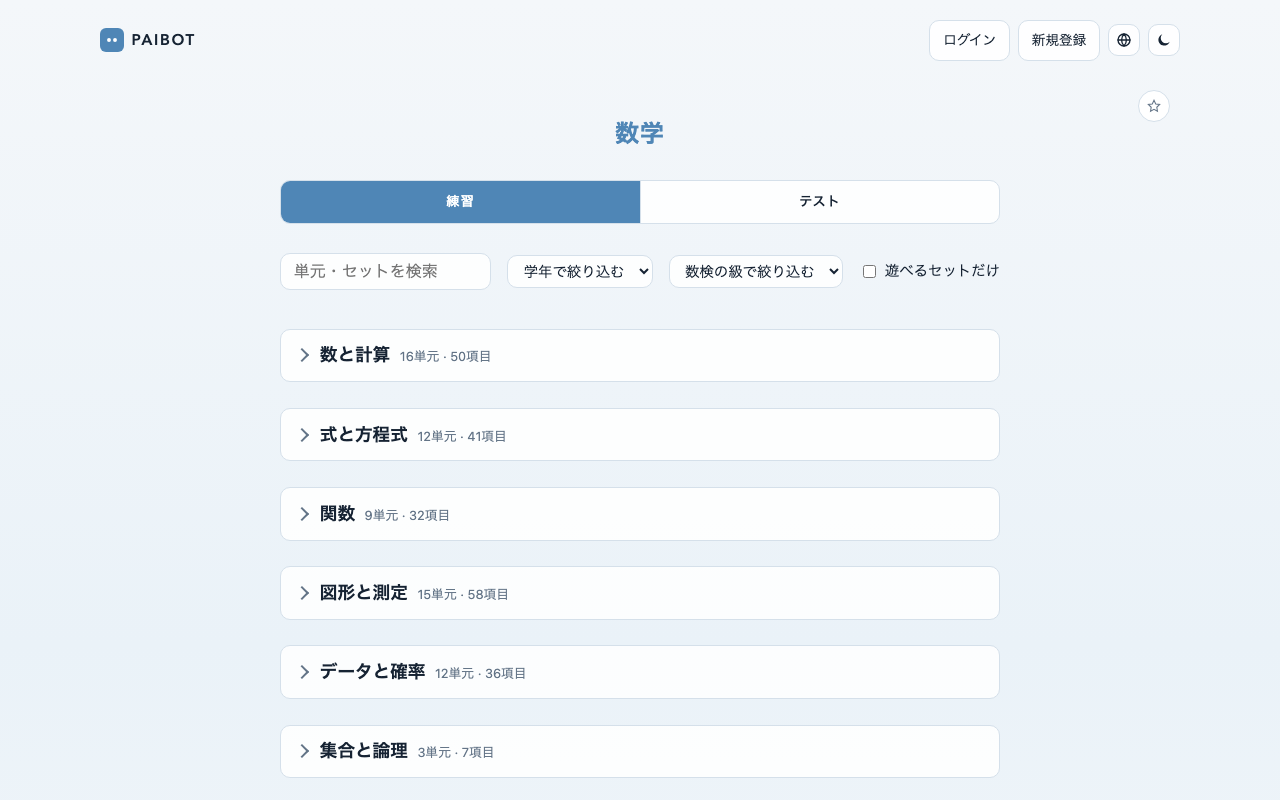 PAIBOT
ログイン
新規登録
数学
練習
テスト
単元・セットを検索
学年で絞り込む
数検の級で絞り込む
遊べるセットだけ
数と計算 16単元 · 50項目
式と方程式 12単元 · 41項目
関数 9単元 · 32項目
図形と測定 15単元 · 58項目
データと確率 12単元 · 36項目
集合と論理 3単元 · 7項目